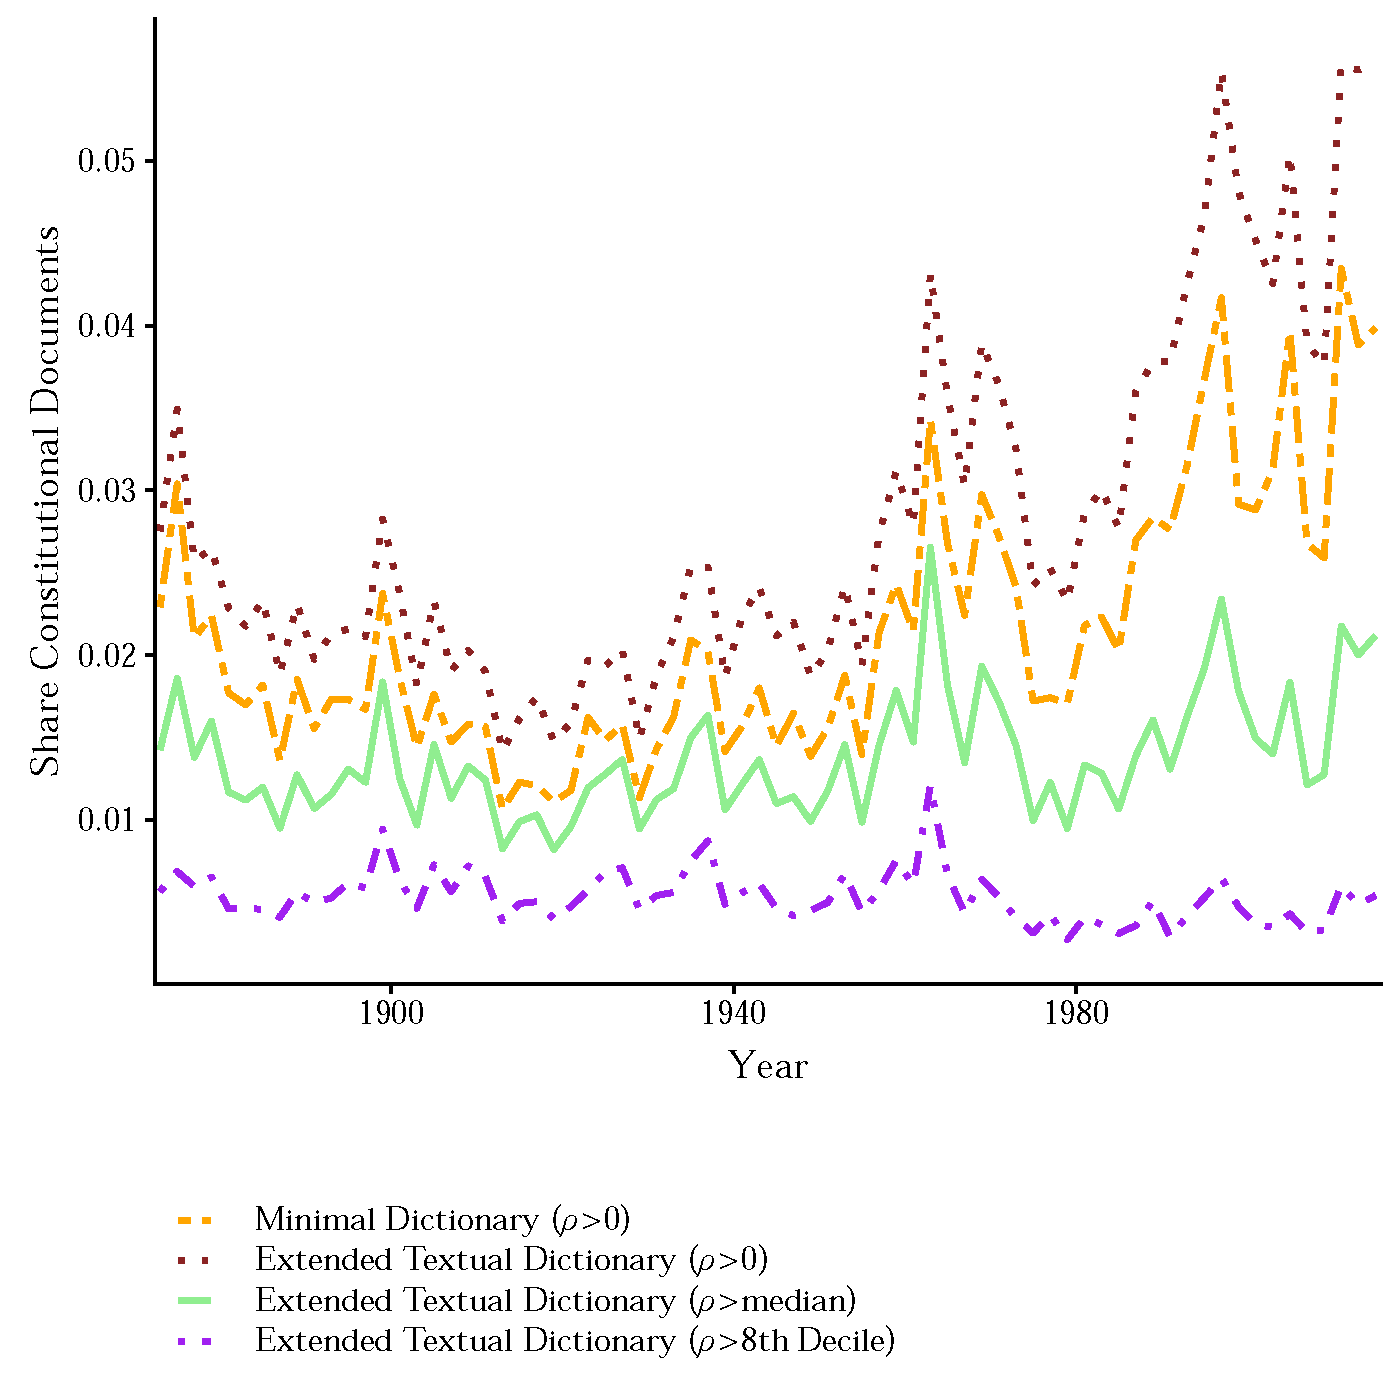 0.05
0.04
0.03
0.02
0.01
Share Constitutional Documents
1900 1940 1980
Year
Minimal Dictionary (ρ>0)
Extended Textual Dictionary (ρ>0)
Extended Textual Dictionary (ρ>median)
Extended Textual Dictionary (ρ>8th Decile)